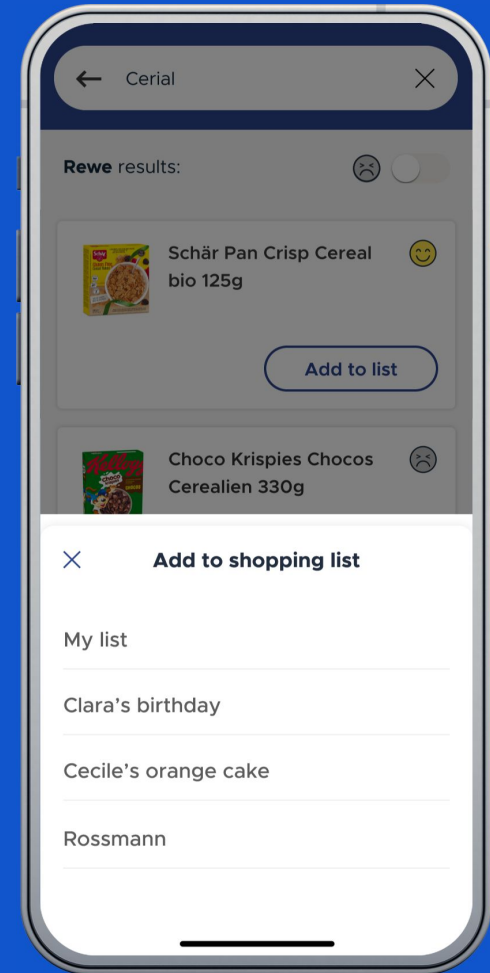 Cerial
Rewe results:
Schär Pan Crisp Cereal
bio 125g
Add to list
Kellogg's
Choco Krispies Chocos
Cerealien 330g
Add to shopping list
My list
Clara’s birthday
Cecile’s orange cake
Rossmann